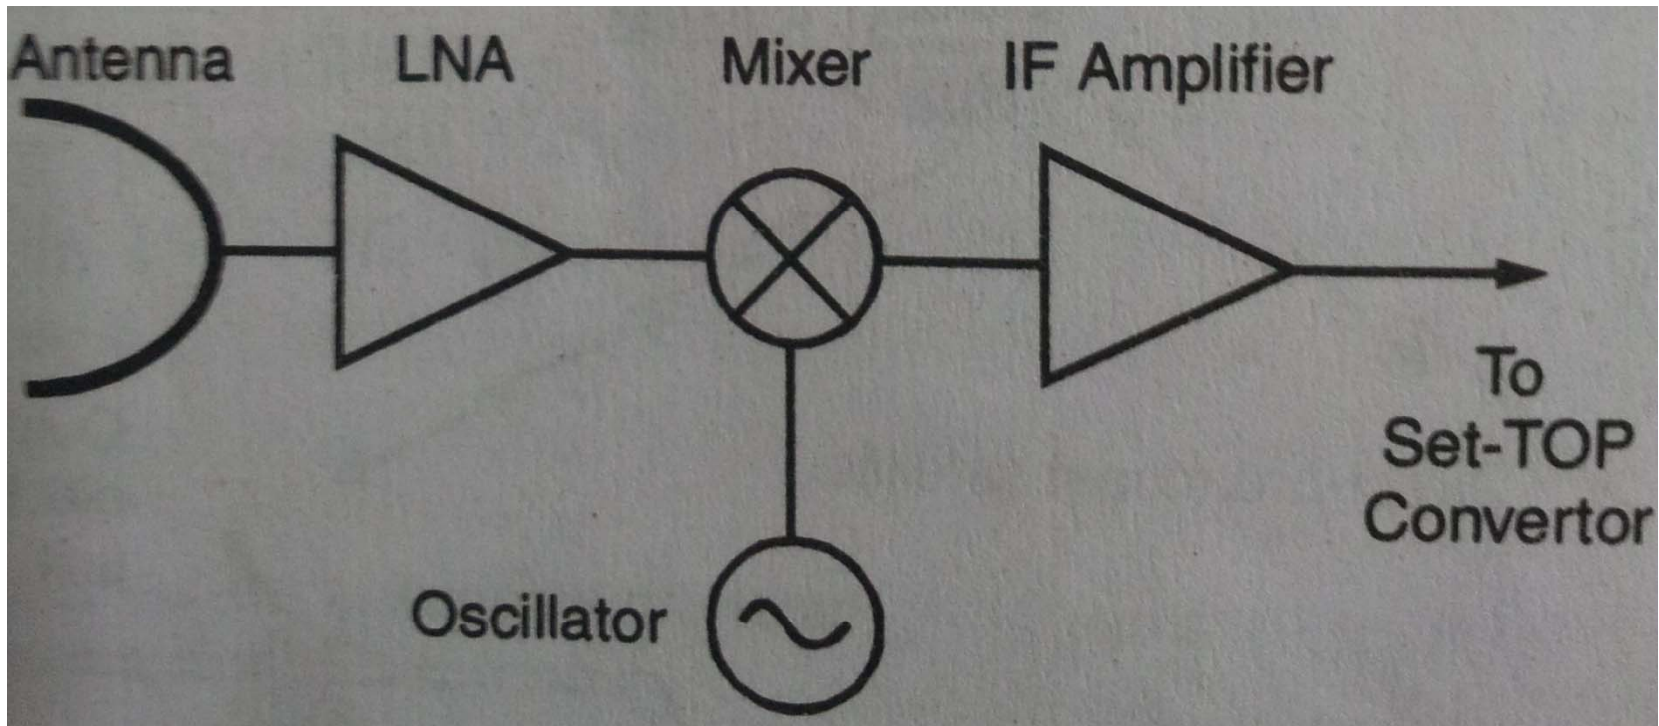 Antenna
LNA
Mixer
IF Amplifier
To
Set-TOP
Convertor
Oscillator